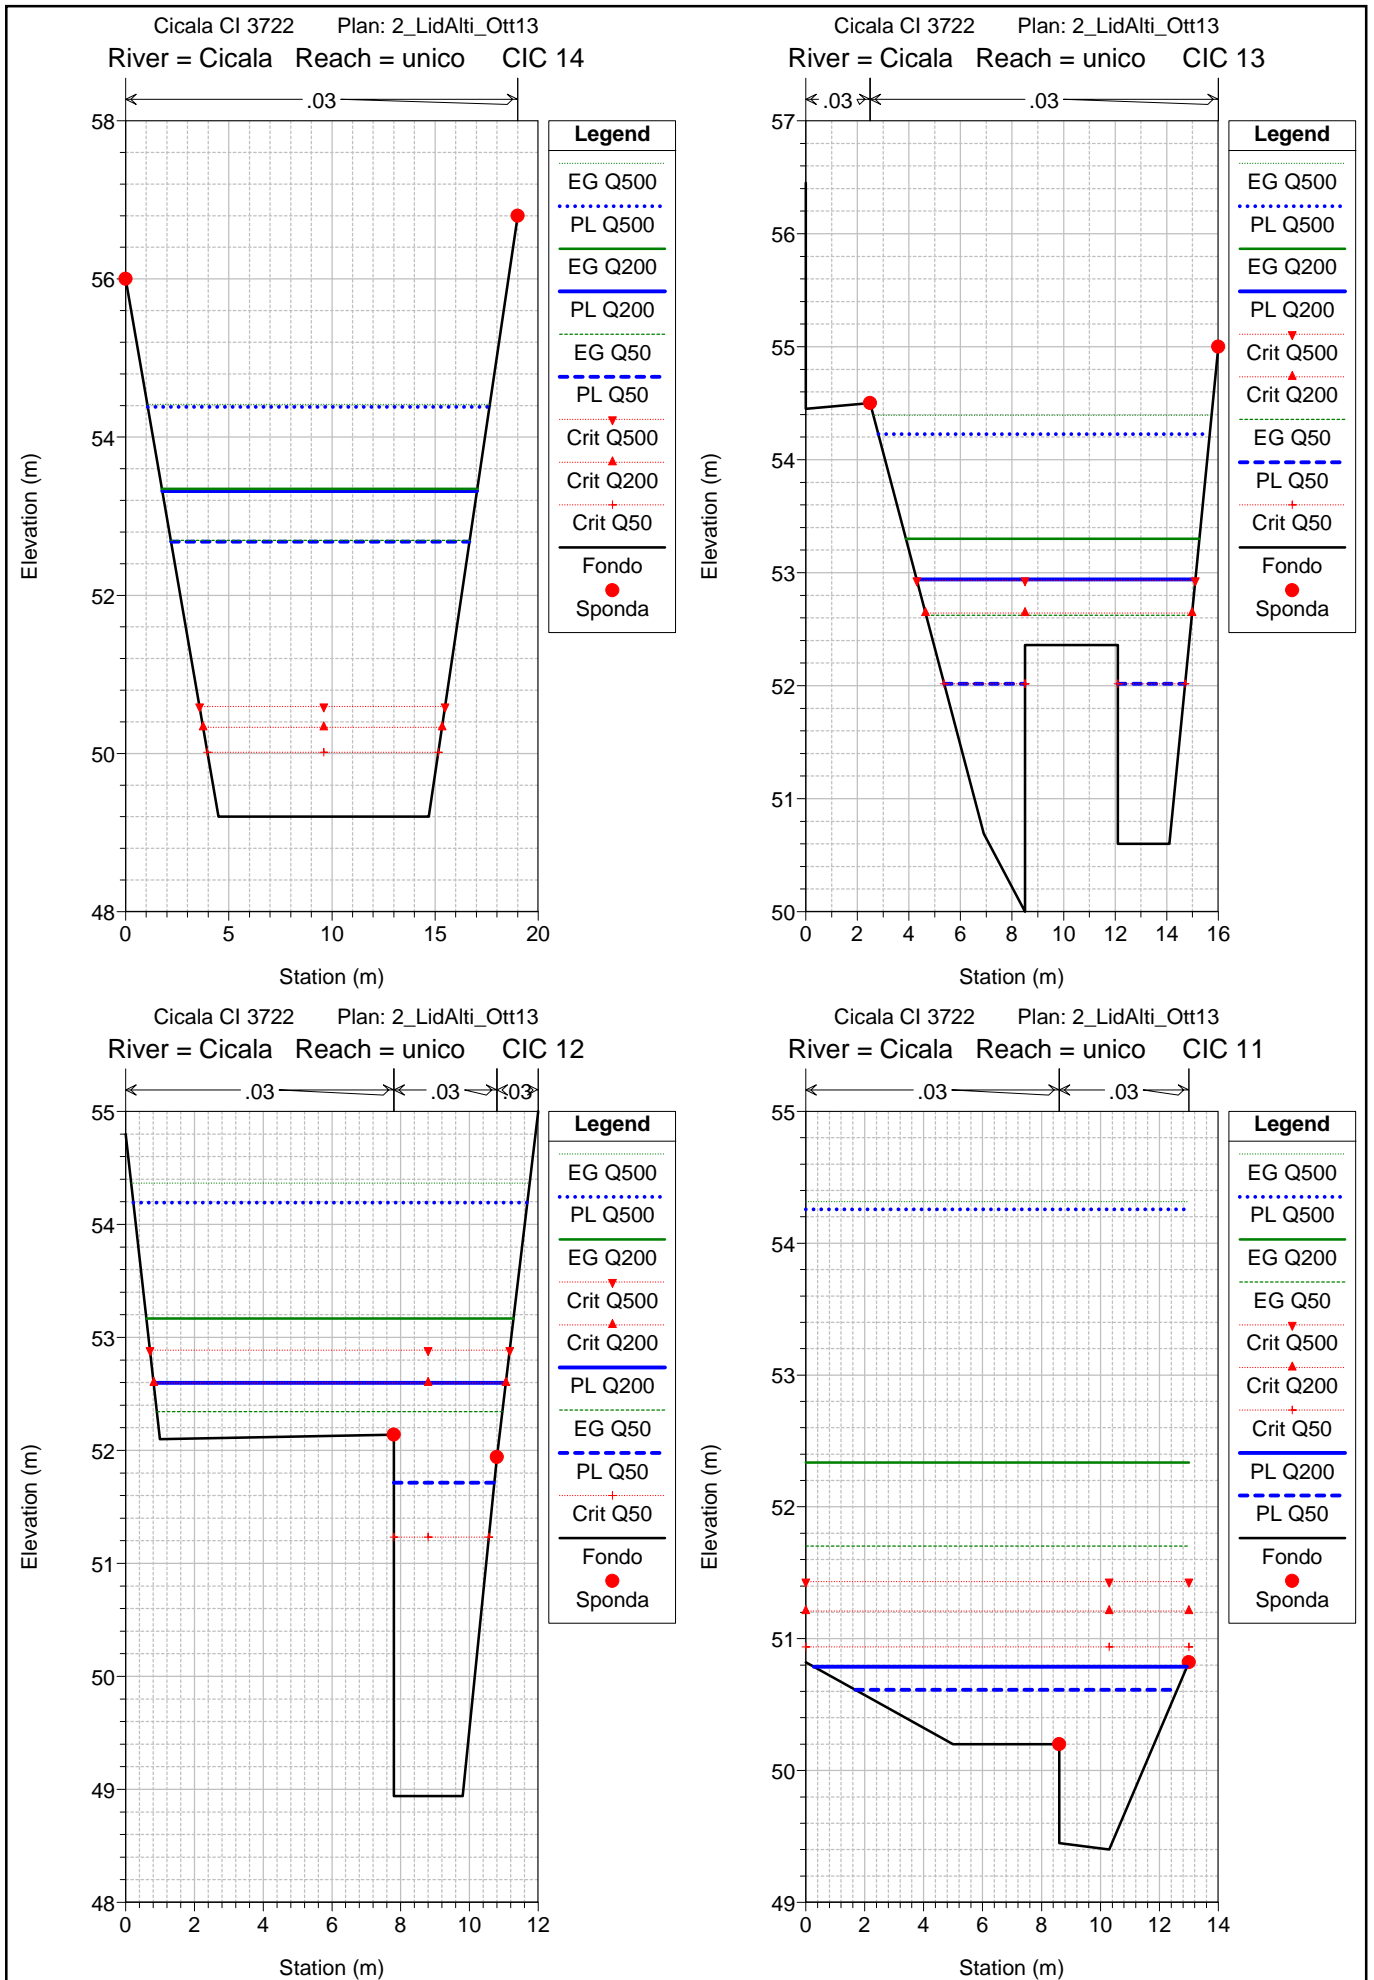 Cicala CI 3722 Plan: 2_LidAlti_Ott13
River = Cicala Reach = unico CIC 14
.03
58
56
54
52
50
48
0 5 10 15 20
Elevation (m)
Station (m)
Legend
EG Q500
PL Q500
EG Q200
PL Q200
EG Q50
PL Q50
Crit Q500
Crit Q200
Crit Q50
Fondo
Sponda
Cicala CI 3722 Plan: 2_LidAlti_Ott13
River = Cicala Reach = unico CIC 13
.03 .03
57
56
55
54
53
52
51
50
0 2 4 6 8 10 12 14 16
Elevation (m)
Station (m)
Legend
EG Q500
PL Q500
EG Q200
PL Q200
Crit Q500
Crit Q200
EG Q50
PL Q50
Crit Q50
Fondo
Sponda
Cicala CI 3722 Plan: 2_LidAlti_Ott13
River = Cicala Reach = unico CIC 12
.03 .03 .03
55
54
53
52
51
50
49
48
0 2 4 6 8 10 12
Elevation (m)
Station (m)
Legend
EG Q500
PL Q500
EG Q200
Crit Q500
Crit Q200
PL Q200
EG Q50
PL Q50
Crit Q50
Fondo
Sponda
Cicala CI 3722 Plan: 2_LidAlti_Ott13
River = Cicala Reach = unico CIC 11
.03 .03
55
54
53
52
51
50
49
0 2 4 6 8 10 12 14
Elevation (m)
Station (m)
Legend
EG Q500
PL Q500
EG Q200
EG Q50
Crit Q500
Crit Q200
Crit Q50
PL Q200
PL Q50
Fondo
Sponda